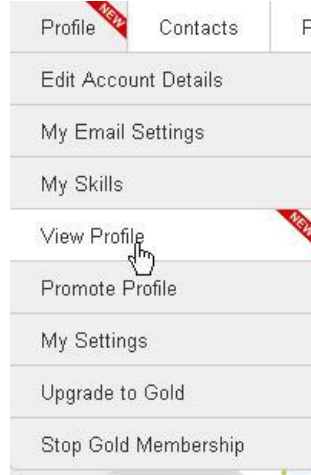 Profile NEW Contacts
Edit Account Details
My Email Settings
My Skills
View Profile NEW
Promote Profile
My Settings
Upgrade to Gold
Stop Gold Membership